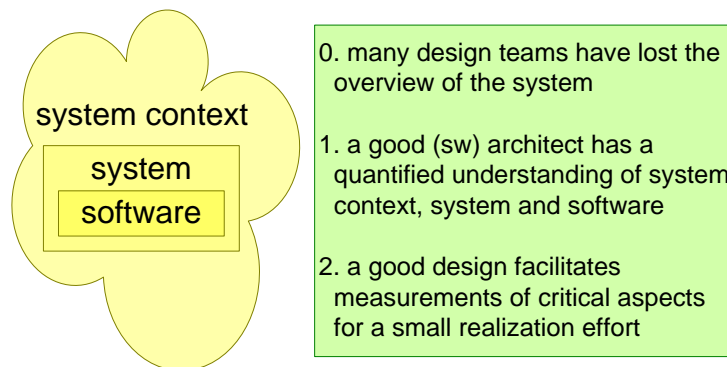 system context
system
software
0. many design teams have lost the
overview of the system
1. a good (sw) architect has a
quantified understanding of system
context, system and software
2. a good design facilitates
measurements of critical aspects
for a small realization effort